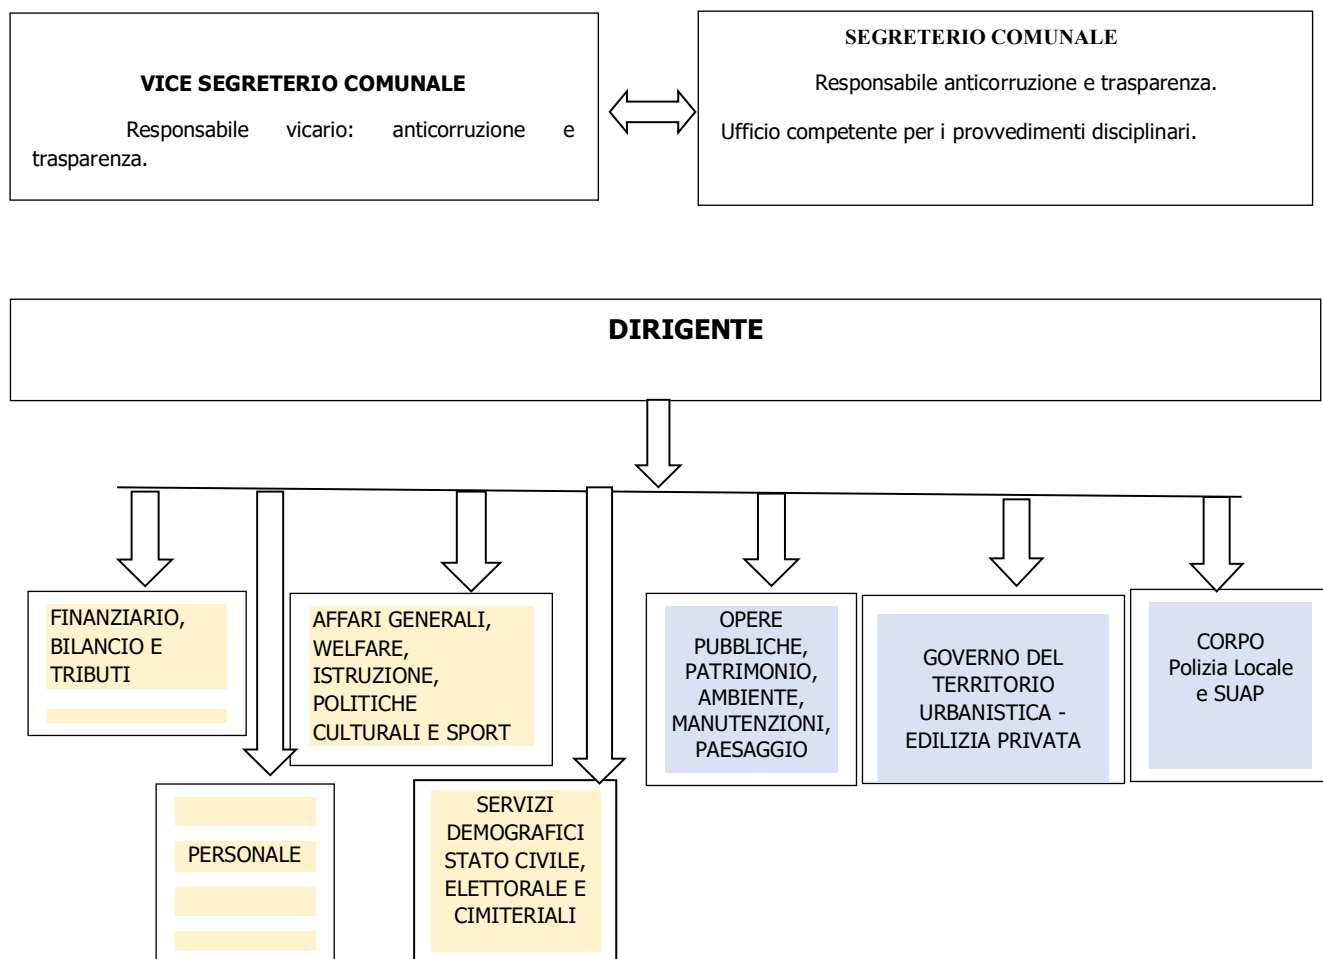 VICE SEGRETERIO COMUNALE
Responsabile vicario: anticorruzione e
trasparenza.
SEGRETERIO COMUNALE
Responsabile anticorruzione e trasparenza.
Ufficio competente per i provvedimenti disciplinari.
DIRIGENTE
FINANZIARIO,
BILANCIO E
TRIBUTI
AFFARI GENERALI,
WELFARE,
ISTRUZIONE,
POLITICHE
CULTURALI E SPORT
OPERE
PUBBLICHE,
PATRIMONIO,
AMBIENTE,
MANUTENZIONI,
PAESAGGIO
GOVERNO DEL
TERRITORIO
URBANISTICA -
EDILIZIA PRIVATA
CORPO
Polizia Locale
e SUAP
PERSONALE
SERVIZI
DEMOGRAFICI
STATO CIVILE,
ELETTORALE E
CIMITERIALI